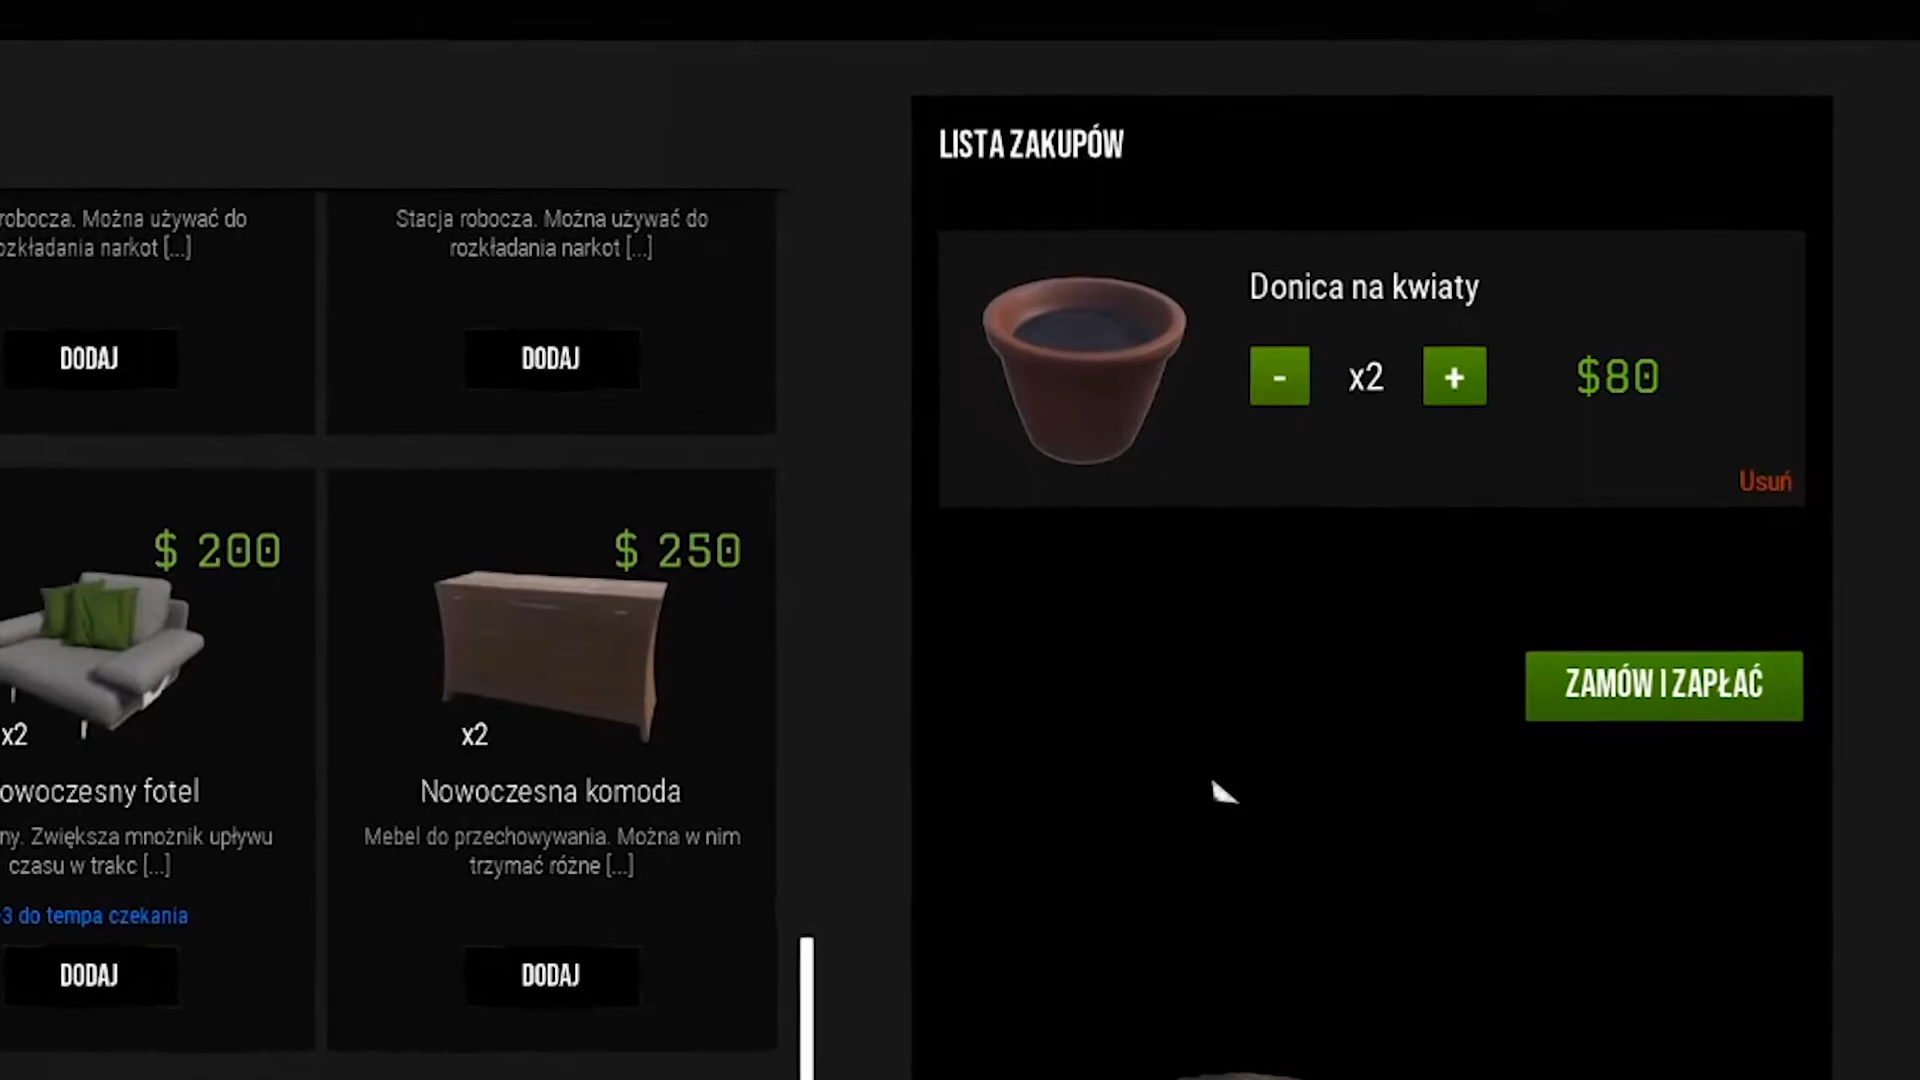 robocza. Można używać do
ozkładania narkot [...]
DODAJ
Stacja robocza. Można używać do
rozkładania narkot [...]
DODAJ
$ 200
x2
owoczesny fotel
ny. Zwiększa mnożnik upływu
czasu w trakc [...]
3 do tempa czekania
DODAJ
$ 250
x2
Nowoczesna komoda
Mebel do przechowywania. Można w nim
trzymać różne [...]
DODAJ
LISTA ZAKUPÓW
Donica na kwiaty
- x2 + $80
Usuń
ZAMÓW I ZAPŁAĆ